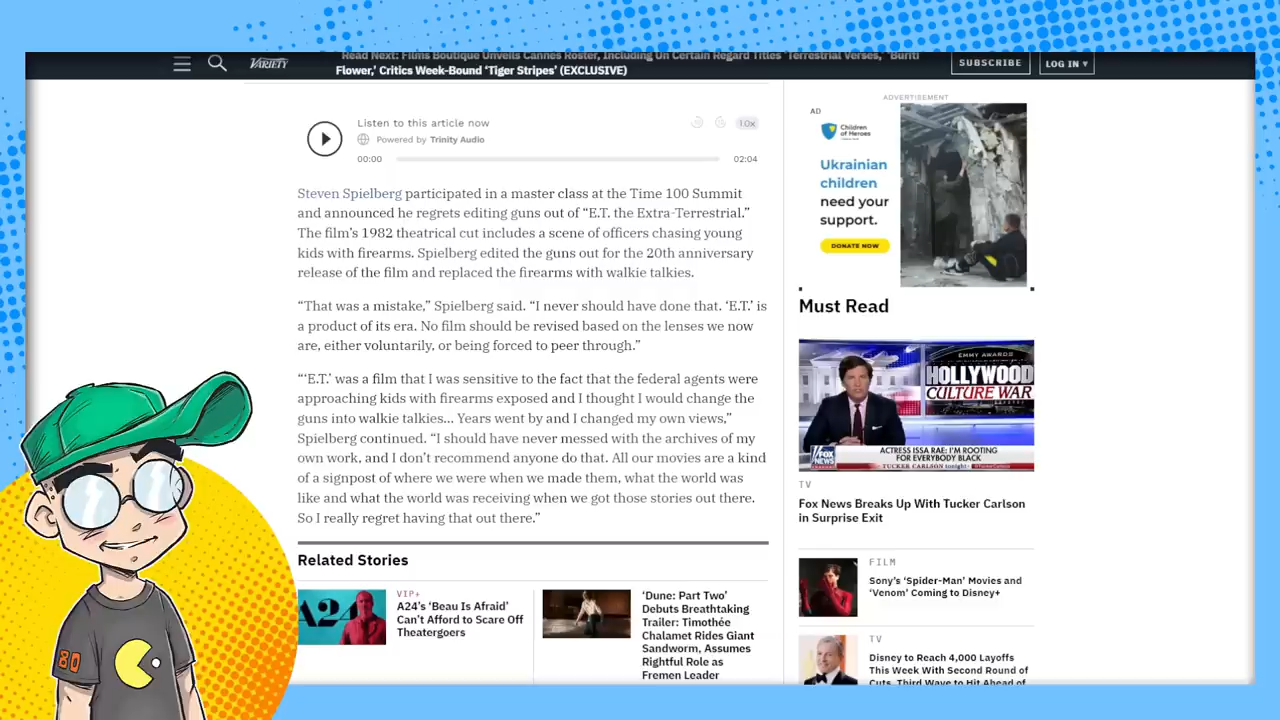 Read Next: Films Boutique Unveils Cannes Roster, Including Un Certain Regard Titles 'Terrestrial Verses,' 'Buriti
Flower,' Critics Week-Bound 'Tiger Stripes' (EXCLUSIVE)
VARIETY
SUBSCRIBE
LOG IN
Listen to this article now
Powered by Trinity Audio
1.0x
00:00
02:04
Steven Spielberg participated in a master class at the Time 100 Summit
and announced he regrets editing guns out of “E.T. the Extra-Terrestrial.”
The film’s 1982 theatrical cut includes a scene of officers chasing young
kids with firearms. Spielberg edited the guns out for the 20th anniversary
release of the film and replaced the firearms with walkie talkies.
“That was a mistake,” Spielberg said. “I never should have done that. ‘E.T.’ is
a product of its era. No film should be revised based on the lenses we now
are, either voluntarily, or being forced to peer through.”
“‘E.T.’ was a film that I was sensitive to the fact that the federal agents were
approaching kids with firearms exposed and I thought I would change the
guns into walkie talkies… Years went by and I changed my own views,”
Spielberg continued. “I should have never messed with the archives of my
own work, and I don’t recommend anyone do that. All our movies are a kind
of a signpost of where we were when we made them, what the world was
like and what the world was receiving when we got those stories out there.
So I really regret having that out there.”
Related Stories
VIP+
A24’s ‘Beau Is Afraid’
Can’t Afford to Scare Off
Theatergoers
A24
‘Dune: Part Two’
Debuts Breathtaking
Trailer: Timothée
Chalamet Rides Giant
Sandworm, Assumes
Rightful Role as
Fremen Leader
ADVERTISEMENT
AD
Children
of Heroes
Ukrainian
children
need your
support.
DONATE NOW
Must Read
EMMY AWARDS
HOLLYWOOD
CULTURE WAR
FOX
NEWS
ACTRESS ISSA RAE: I'M ROOTING
FOR EVERYBODY BLACK
TUCKER CARLSON tonight
TV
Fox News Breaks Up With Tucker Carlson
in Surprise Exit
FILM
Sony’s ‘Spider-Man’ Movies and
‘Venom’ Coming to Disney+
TV
Disney to Reach 4,000 Layoffs
This Week With Second Round of
Cuts, Third Wave to Hit Ahead of
80